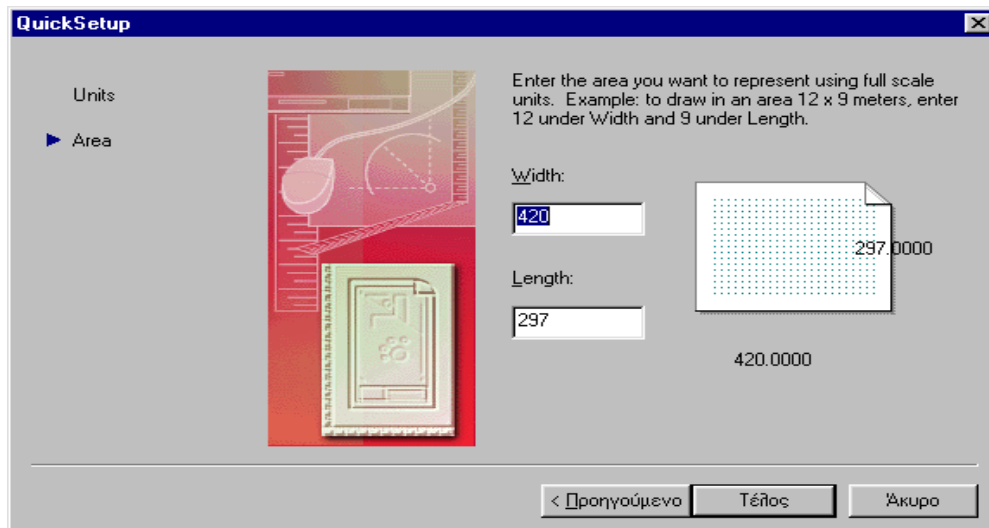 QuickSetup
Units
Area
Enter the area you want to represent using full scale
units. Example: to draw in an area 12 x 9 meters, enter
12 under Width and 9 under Length.
Width:
420
Length:
297
297.0000
420.0000
< Προηγούμενο
Τέλος
Άκυρο